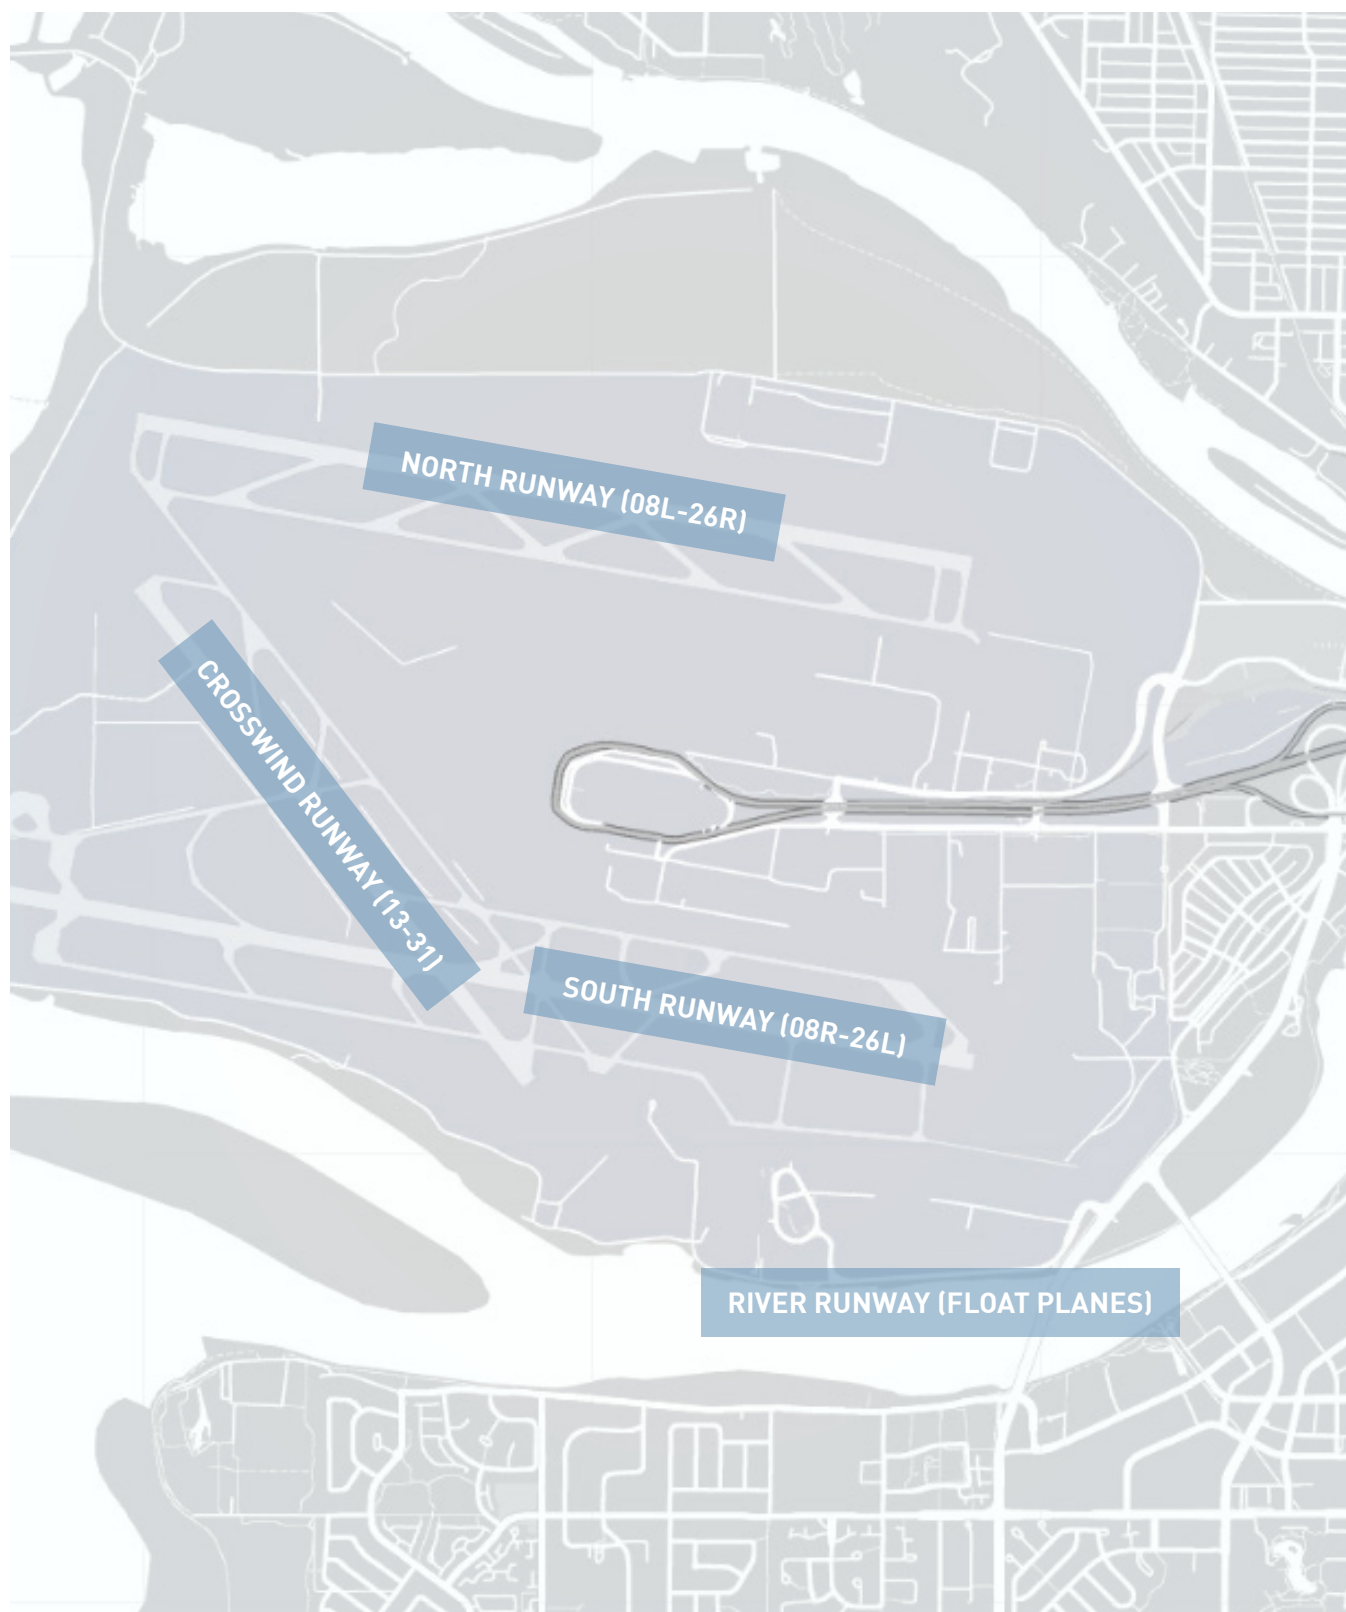 NORTH RUNWAY (08L-26R)
CROSSWIND RUNWAY (13-31)
SOUTH RUNWAY (08R-26L)
RIVER RUNWAY (FLOAT PLANES)